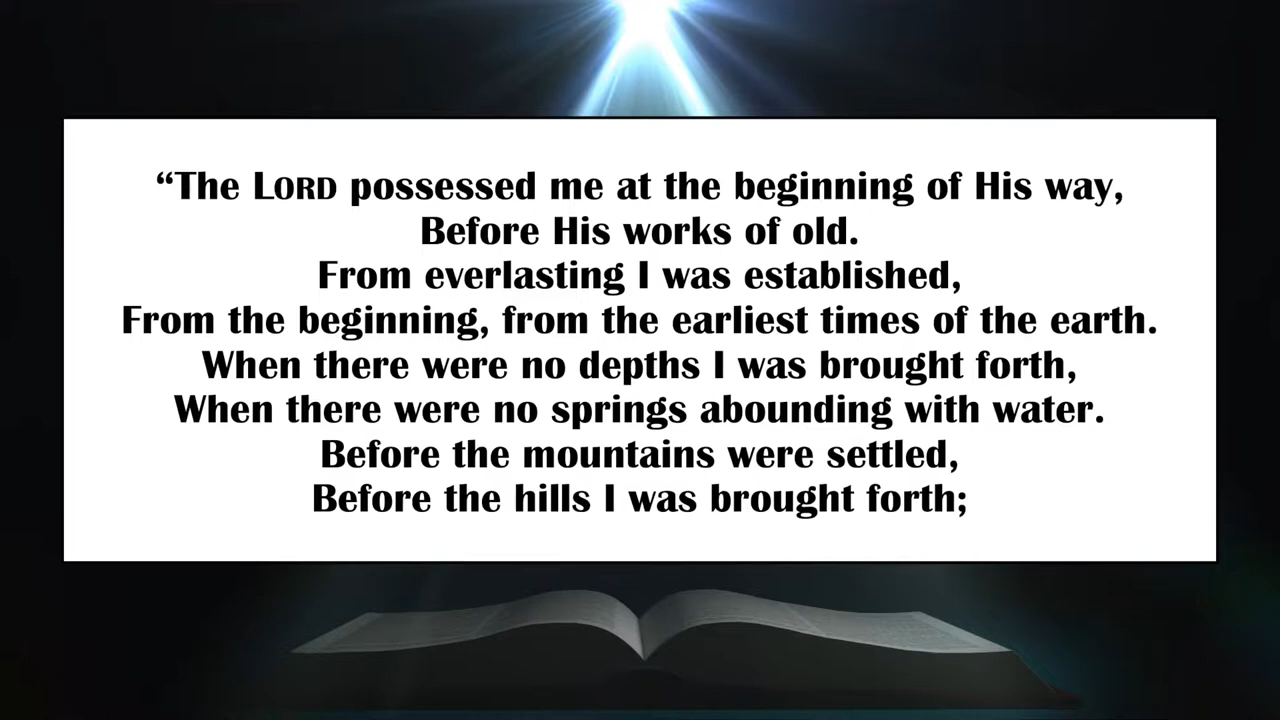 “The LORD possessed me at the beginning of His way,
Before His works of old.
From everlasting I was established,
From the beginning, from the earliest times of the earth.
When there were no depths I was brought forth,
When there were no springs abounding with water.
Before the mountains were settled,
Before the hills I was brought forth;